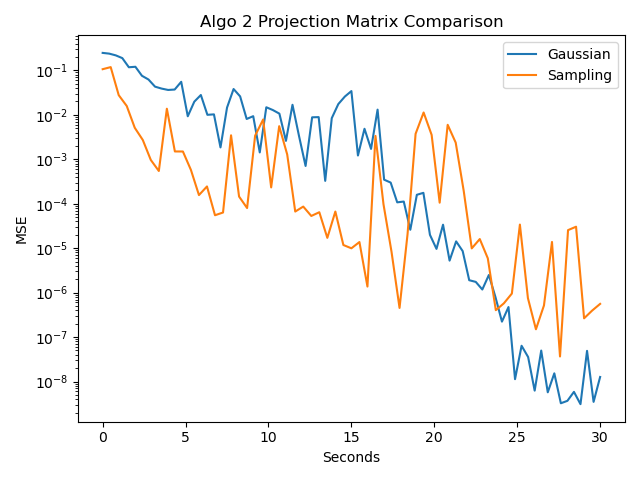 Algo 2 Projection Matrix Comparison
Gaussian
Sampling
MSE
10⁻¹
10⁻²
10⁻³
10⁻⁴
10⁻⁵
10⁻⁶
10⁻⁷
10⁻⁸
0 5 10 15 20 25 30
Seconds